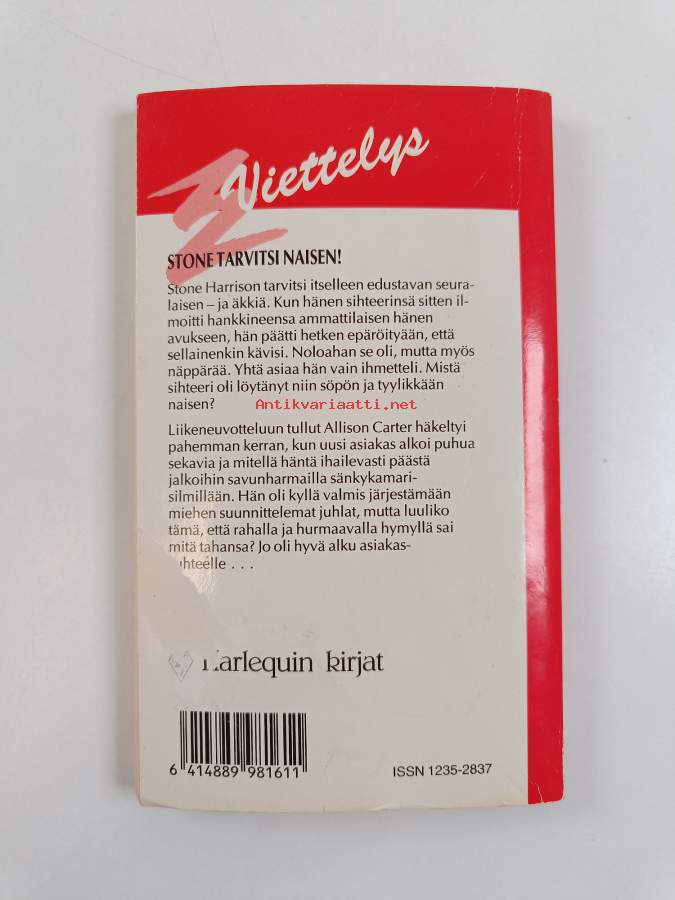 Viettelys
STONE TARVITSI NAISEN!
Stone Harrison tarvitsi itselleen edustavan seura-
laisen – ja äkkiä. Kun hänen sihteerinsä sitten il-
moitti hankkineensa ammattilaisen hänen
avukseen, hän päätti hetken epäröityään, että
sellainenkin kävisi. Noloahan se oli, mutta myös
näppärää. Yhtä asiaa hän vain ihmetteli. Mistä
sihteeri oli löytänyt niin söpön ja tyylikkään
naisen?
Antikvariaatti.net
Liikeneuvotteluun tullut Allison Carter häkeltyi
pahemman kerran, kun uusi asiakas alkoi puhua
sekavia ja mitellä häntä ihailevasti päästä
jalkoihin savunharmailla sänkykamari-
silmillään. Hän oli kyllä valmis järjestämään
miehen suunnittelemat juhlat, mutta luuliko
tämä, että rahalla ja hurmaavalla hymyllä sai
mitä tahansa? Jo oli hyvä alku asiakas-
uhteelle . . .
Harlequin kirjat
6 414889 981611
ISSN 1235-2837